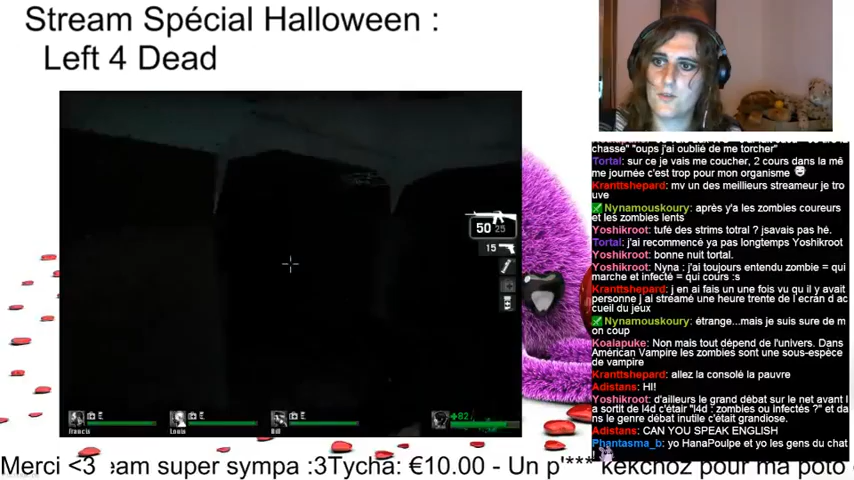 Stream Spécial Halloween :
Left 4 Dead
50 25
15
francis
Louis
Bill
+82
chasse" "oups j'ai oublié de me torcher"
Tortal: sur ce je vais me coucher, 2 cours dans la mê
me journée c'est trop pour mon organisme
Kranttshepard: mv un des meillieurs streameur je tro
uve
Nynamouskoury: après y'a les zombies coureurs
et les zombies lents
Yoshikroot: tufé des strims totral ? jsavais pas hé.
Tortal: j'ai recommencé ya pas longtemps Yoshikroot
Yoshikroot: bonne nuit tortal.
Yoshikroot: Nyna : j'ai toujours entendu zombie = qui
marche et infecté = qui cours :s
Kranttshepard: j en ai fais un une fois vu qu il y avait
personne j ai streamé une heure trente de l ecran d ac
cueil du jeux
Nynamouskoury: étrange...mais je suis sure de m
on coup
Koalapuke: Non mais tout dépend de l'univers. Dans
Américan Vampire les zombies sont une sous-espèce
de vampire
Kranttshepard: allez la consolé la pauvre
Adistans: HI!
Yoshikroot: d'ailleurs le grand débat sur le net avant l
a sortit de l4d c'était "l4d : zombies ou infectés ?" et da
ns le genre débat inutile c'était grandiose.
Adistans: CAN YOU SPEAK ENGLISH
Phantasma_b: yo HanaPoulpe et yo les gens du chat
Merci <3 eam super sympa :3Tycha: €10.00 - Un p'*** kekchoz pour ma poto